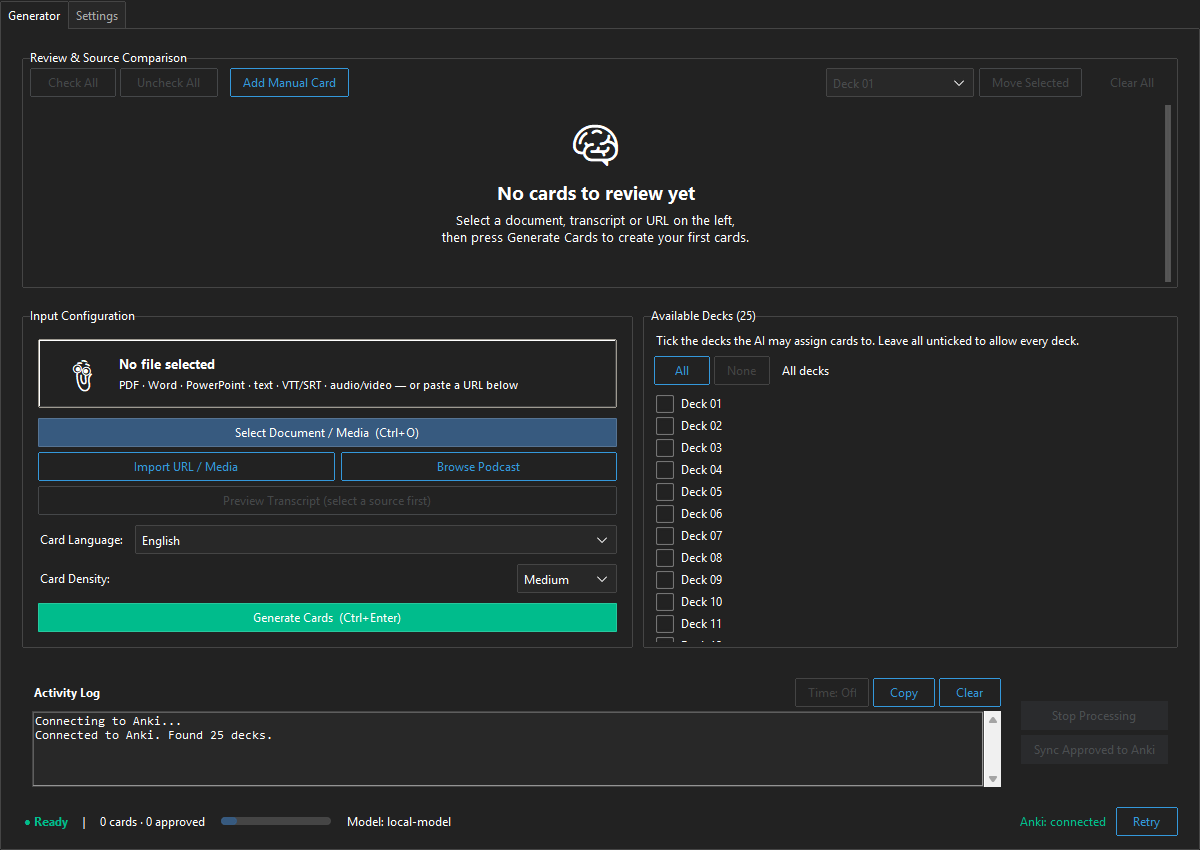 Generator
Settings
Review & Source Comparison
Check All
Uncheck All
Add Manual Card
Deck 01
Move Selected
Clear All
No cards to review yet
Select a document, transcript or URL on the left,
then press Generate Cards to create your first cards.
Input Configuration
No file selected
PDF · Word · PowerPoint · text · VTT/SRT · audio/video — or paste a URL below
Select Document / Media (Ctrl+O)
Import URL / Media
Browse Podcast
Preview Transcript (select a source first)
Card Language:
English
Card Density:
Medium
Generate Cards (Ctrl+Enter)
Available Decks (25)
Tick the decks the AI may assign cards to. Leave all unticked to allow every deck.
All
None
All decks
Deck 01
Deck 02
Deck 03
Deck 04
Deck 05
Deck 06
Deck 07
Deck 08
Deck 09
Deck 10
Deck 11
Activity Log
Time: Off
Copy
Clear
Connecting to Anki...
Connected to Anki. Found 25 decks.
Stop Processing
Sync Approved to Anki
● Ready | 0 cards · 0 approved
Model: local-model
Anki: connected
Retry